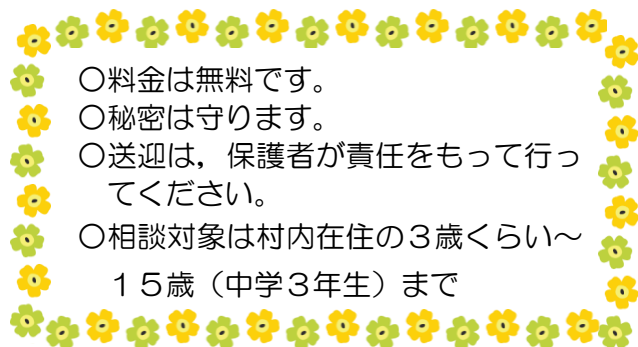 〇料金は無料です。
〇秘密は守ります。
〇送迎は，保護者が責任をもって行っ
てください。
〇相談対象は村内在住の３歳くらい～
１５歳（中学３年生）まで